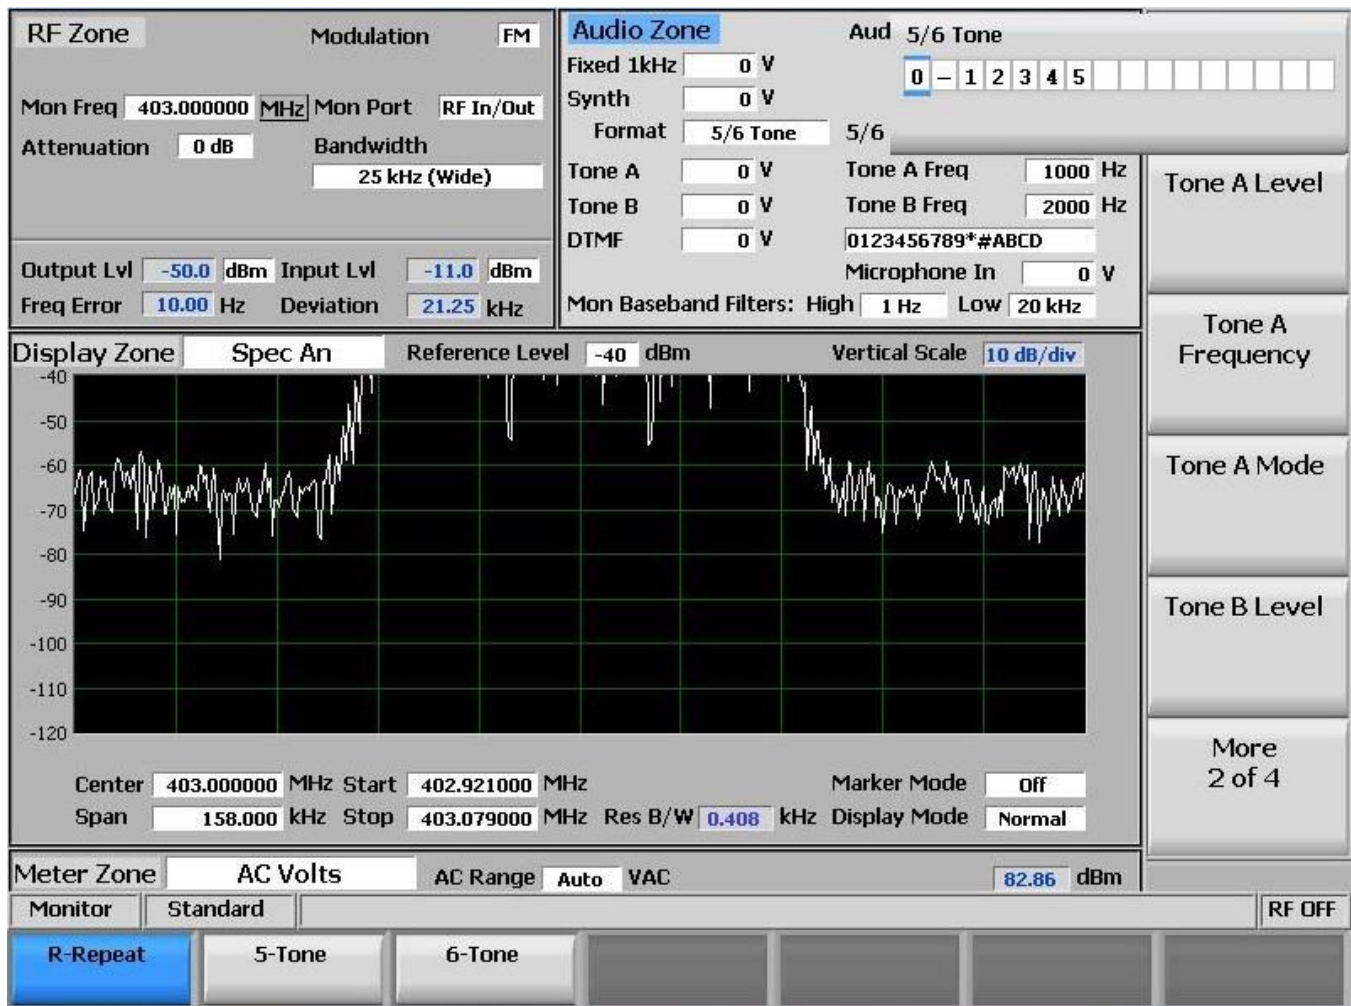 RF Zone
Modulation FM
Mon Freq 403.000000 MHz Mon Port RF In/Out
Attenuation 0 dB Bandwidth
25 kHz (Wide)
Output Lvl -50.0 dBm Input Lvl -11.0 dBm
Freq Error 10.00 Hz Deviation 21.25 kHz
Audio Zone Aud
Fixed 1kHz 0 V
Synth 0 V
Format 5/6 Tone 5/6
Tone A 0 V Tone A Freq 1000 Hz
Tone B 0 V Tone B Freq 2000 Hz
DTMF 0 V 0123456789*#ABCD
Microphone In 0 V
Mon Baseband Filters: High 1 Hz Low 20 kHz
5/6 Tone
0 - 1 2 3 4 5
Tone A Level
Tone A
Frequency
Tone A Mode
Tone B Level
More
2 of 4
Display Zone Spec An Reference Level -40 dBm Vertical Scale 10 dB/div
-40
-50
-60
-70
-80
-90
-100
-110
-120
Center 403.000000 MHz Start 402.921000 MHz Marker Mode Off
Span 158.000 kHz Stop 403.079000 MHz Res B/W 0.408 kHz Display Mode Normal
Meter Zone AC Volts AC Range Auto VAC 82.86 dBm
Monitor Standard RF OFF
R-Repeat 5-Tone 6-Tone